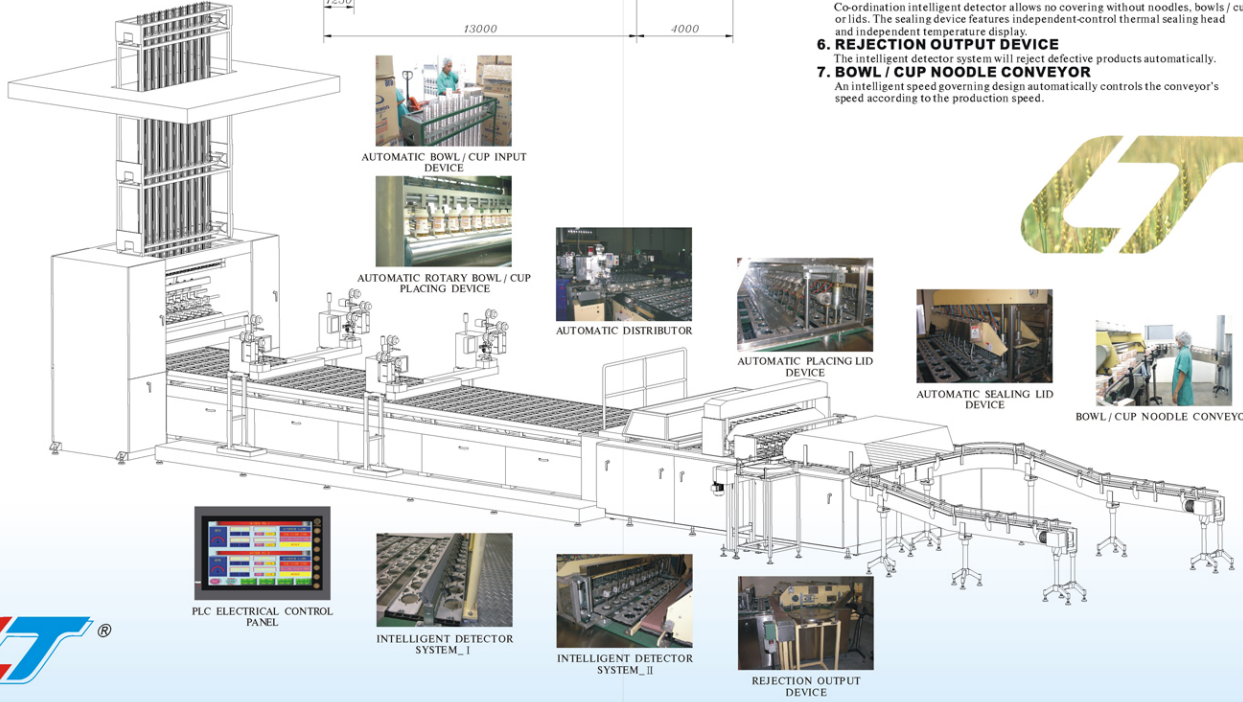 1250
13000
4000
Co-ordination intelligent detector allows no covering without noodles, bowls / cu
or lids. The sealing device features independent-control thermal sealing head
and independent temperature display.
6. REJECTION OUTPUT DEVICE
The intelligent detector system will reject defective products automatically.
7. BOWL / CUP NOODLE CONVEYOR
An intelligent speed governing design automatically controls the conveyor's
speed according to the production speed.
AUTOMATIC BOWL / CUP INPUT
DEVICE
AUTOMATIC ROTARY BOWL / CUP
PLACING DEVICE
AUTOMATIC DISTRIBUTOR
AUTOMATIC PLACING LID
DEVICE
AUTOMATIC SEALING LID
DEVICE
BOWL / CUP NOODLE CONVEYO
PLC ELECTRICAL CONTROL
PANEL
INTELLIGENT DETECTOR
SYSTEM_ I
INTELLIGENT DETECTOR
SYSTEM_ II
REJECTION OUTPUT
DEVICE
®